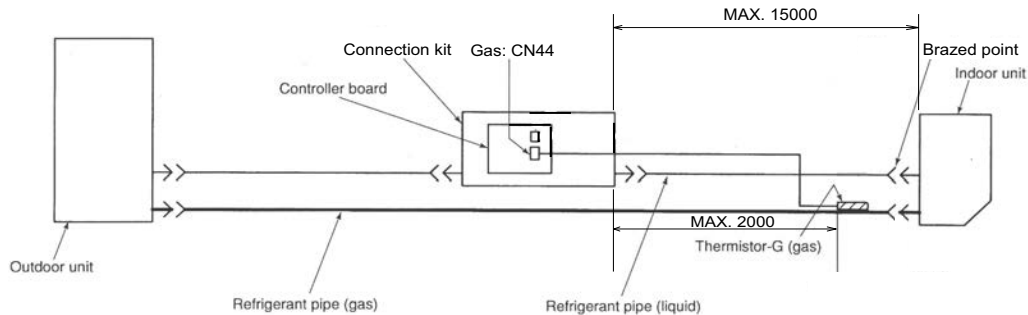 MAX. 15000
Connection kit
Gas: CN44
Brazed point
Indoor unit
Controller board
MAX. 2000
Thermistor-G (gas)
Outdoor unit
Refrigerant pipe (gas)
Refrigerant pipe (liquid)